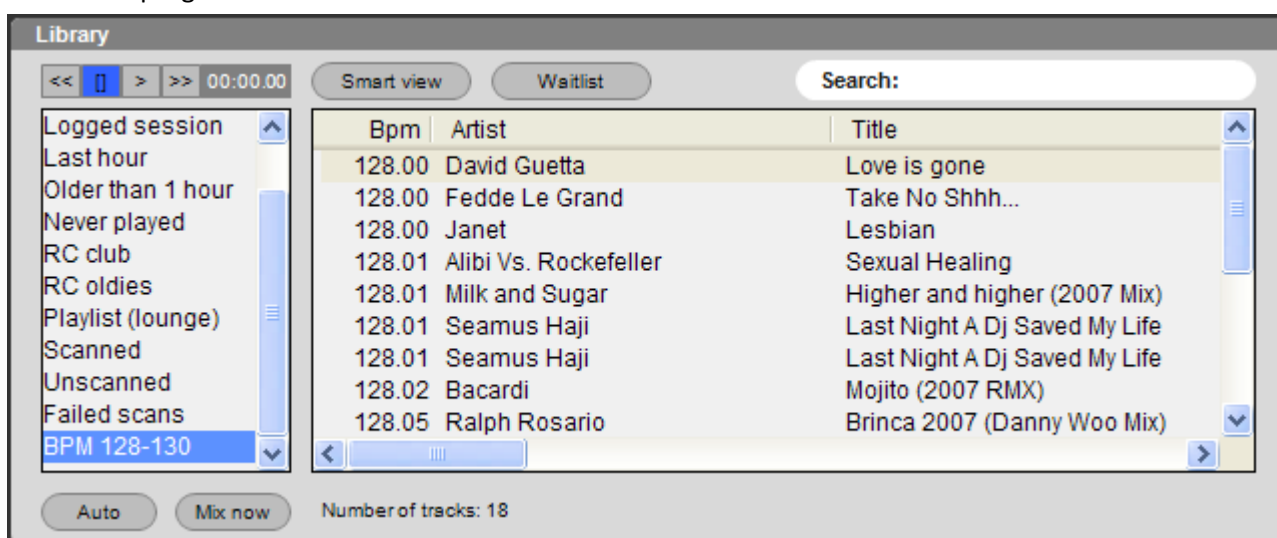 Library
<< [] > >> 00:00.00 Smart view Waitlist Search:
Logged session
Last hour
Older than 1 hour
Never played
RC club
RC oldies
Playlist (lounge)
Scanned
Unscanned
Failed scans
BPM 128-130
Bpm Artist Title
128.00 David Guetta Love is gone
128.00 Fedde Le Grand Take No Shhh...
128.00 Janet Lesbian
128.01 Alibi Vs. Rockefeller Sexual Healing
128.01 Milk and Sugar Higher and higher (2007 Mix)
128.01 Seamus Haji Last Night A Dj Saved My Life
128.01 Seamus Haji Last Night A Dj Saved My Life
128.02 Bacardi Mojito (2007 RMX)
128.05 Ralph Rosario Brinca 2007 (Danny Woo Mix)
Auto Mix now Number of tracks: 18